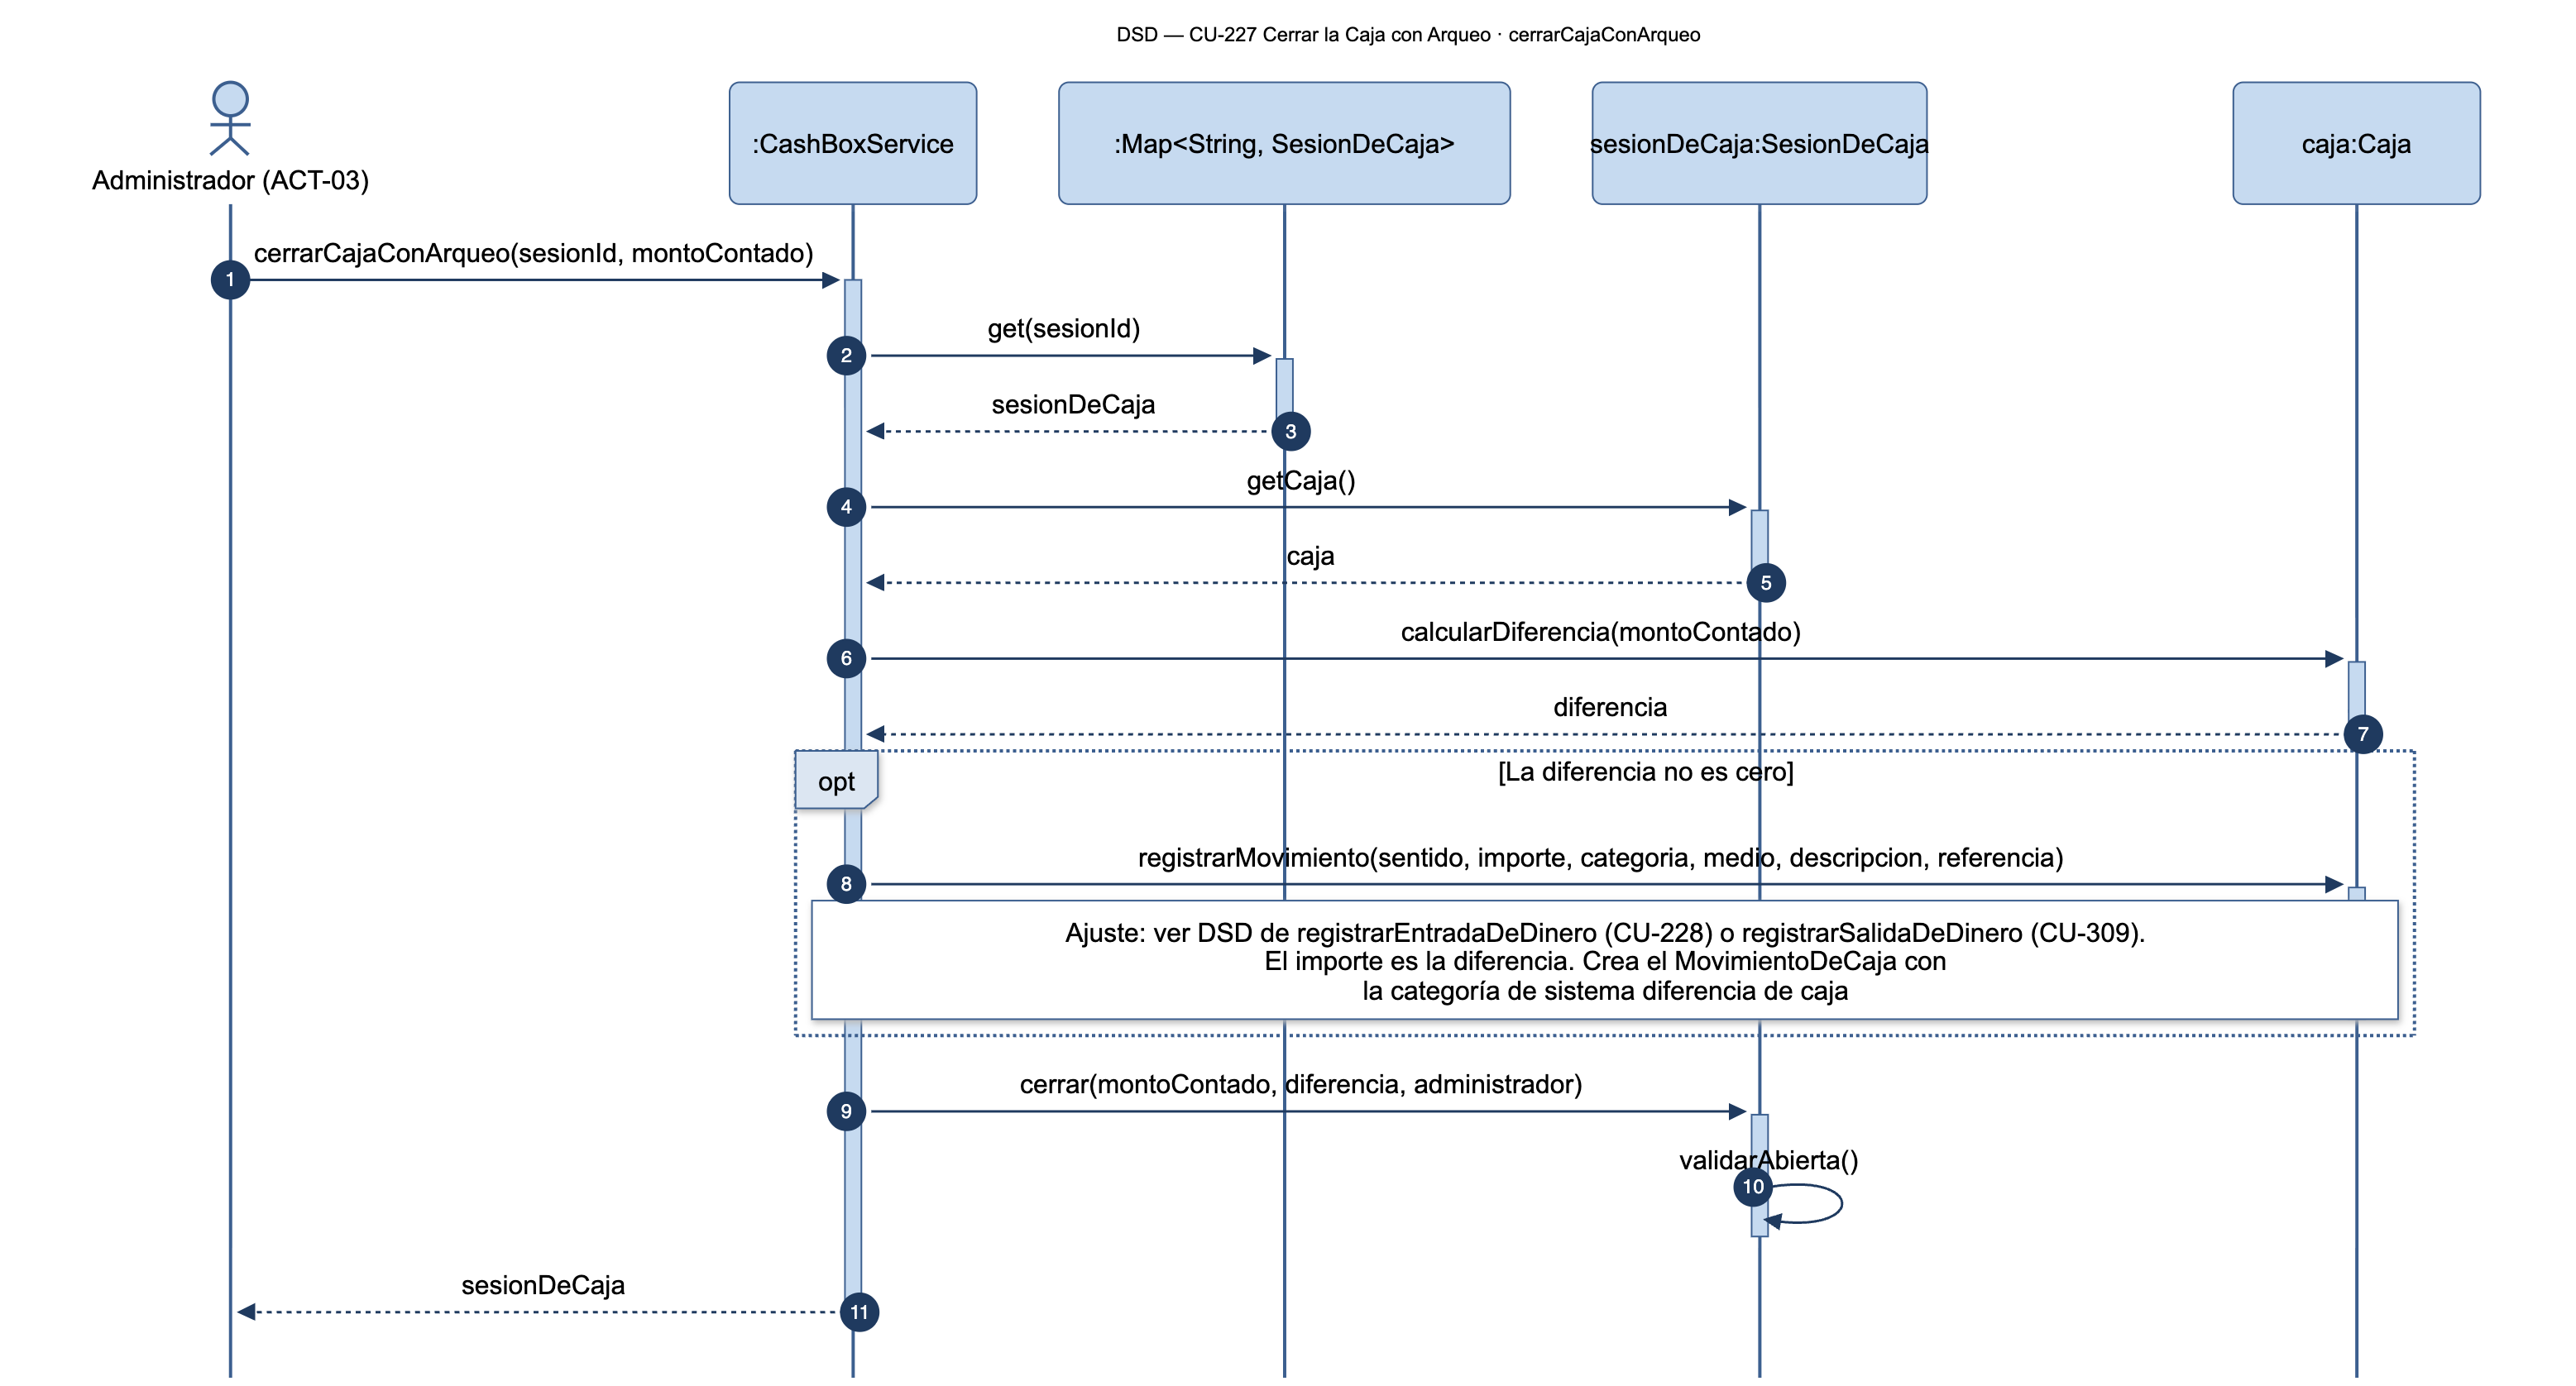 DSD — CU-227 Cerrar la Caja con Arqueo · cerrarCajaConArqueo
Administrador (ACT-03)
:CashBoxService
:Map<String, SesionDeCaja>
sesionDeCaja:SesionDeCaja
caja:Caja
cerrarCajaConArqueo(sesionId, montoContado)
1
get(sesionId)
2
sesionDeCaja
3
getCaja()
4
caja
5
calcularDiferencia(montoContado)
6
diferencia
7
opt
[La diferencia no es cero]
registrarMovimiento(sentido, importe, categoria, medio, descripcion, referencia)
8
Ajuste: ver DSD de registrarEntradaDeDinero (CU-228) o registrarSalidaDeDinero (CU-309).
El importe es la diferencia. Crea el MovimientoDeCaja con
la categoría de sistema diferencia de caja
cerrar(montoContado, diferencia, administrador)
9
validarAbierta()
10
sesionDeCaja
11